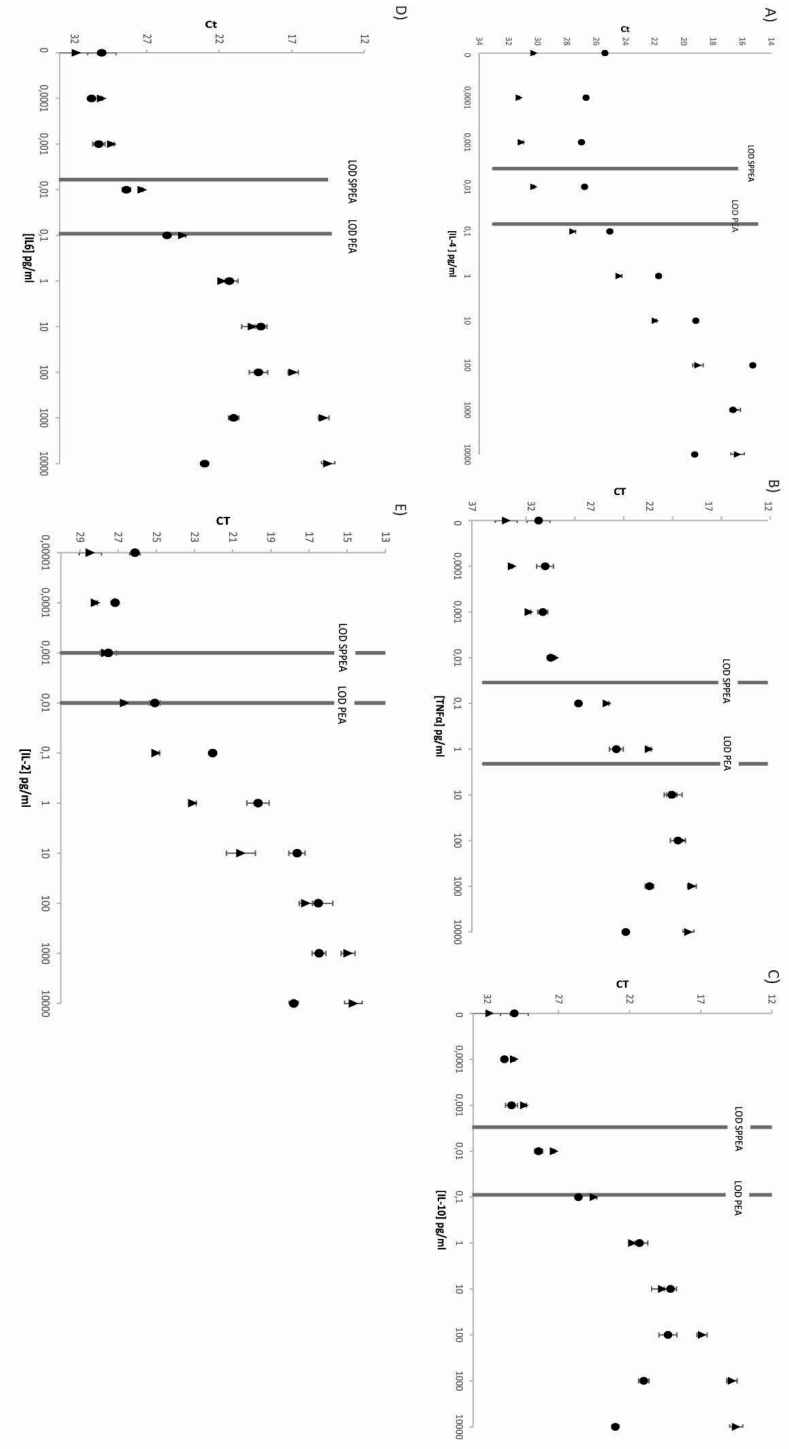 A)
14
16
18
20
22
24
26
28
30
32
34
Ct
LOD SPPEA
LOD PEA
0 0,0001 0,001 0,01 0,1 1 10 100 1000 10000
[IL-4 ] pg/ml
B)
12
17
22
27
32
37
CT
LOD SPPEA
LOD PEA
0 0,0001 0,001 0,01 0,1 1 10 100 1000 10000
[TNFα] pg/ml
C)
12
17
22
27
32
CT
LOD SPPEA
LOD PEA
0 0,0001 0,001 0,01 0,1 1 10 100 1000 10000
[IL-10] pg/ml
D)
12
17
22
27
32
Ct
LOD SPPEA
LOD PEA
0 0,0001 0,001 0,01 0,1 1 10 100 1000 10000
[IL6] pg/ml
E)
13
15
17
19
21
23
25
27
29
CT
LOD SPPEA
LOD PEA
0,00001 0,0001 0,001 0,01 0,1 1 10 100 1000 10000
[IL-2] pg/ml